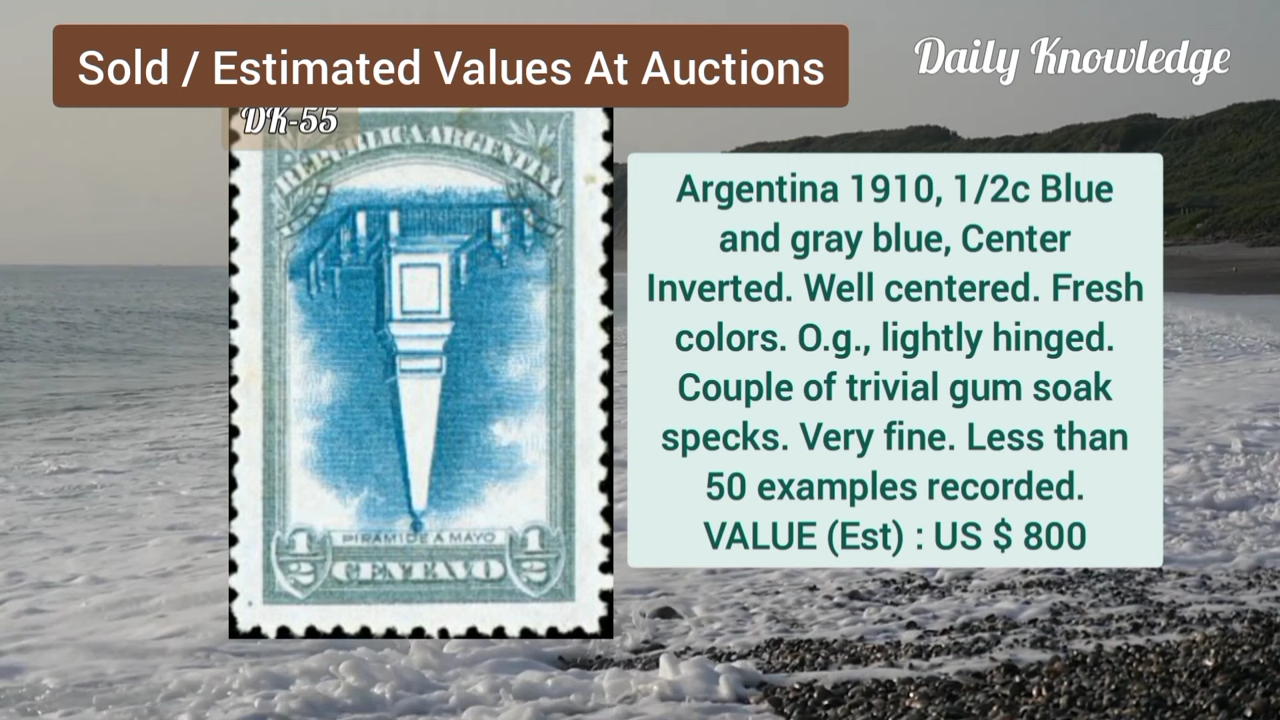 Sold / Estimated Values At Auctions
Daily Knowledge
DK-55
REPUBLICA ARGENTINA
PIRAMIDE A MAYO
1/2 CENTAVO 1/2
Argentina 1910, 1/2c Blue
and gray blue, Center
Inverted. Well centered. Fresh
colors. O.g., lightly hinged.
Couple of trivial gum soak
specks. Very fine. Less than
50 examples recorded.
VALUE (Est) : US $ 800